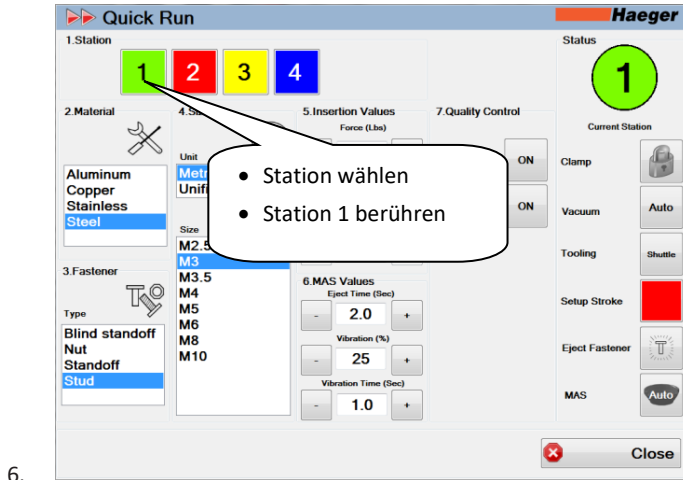 Quick Run
Haeger
1.Station
1
2
3
4
Status
1
Current Station
2.Material
Aluminum
Copper
Stainless
Steel
3.Fastener
Type
Blind standoff
Nut
Standoff
Stud
Unit
Size
M2.5
M3
M3.5
M4
M5
M6
M8
M10
5.Insertion Values
Force (Lbs)
6.MAS Values
Eject Time (Sec)
- 2.0 +
Vibration (%)
- 25 +
Vibration Time (Sec)
- 1.0 +
7.Quality Control
ON
ON
• Station wählen
• Station 1 berühren
Clamp
Vacuum
Auto
Tooling
Shuttle
Setup Stroke
Eject Fastener
T
MAS
Auto
Close
6.